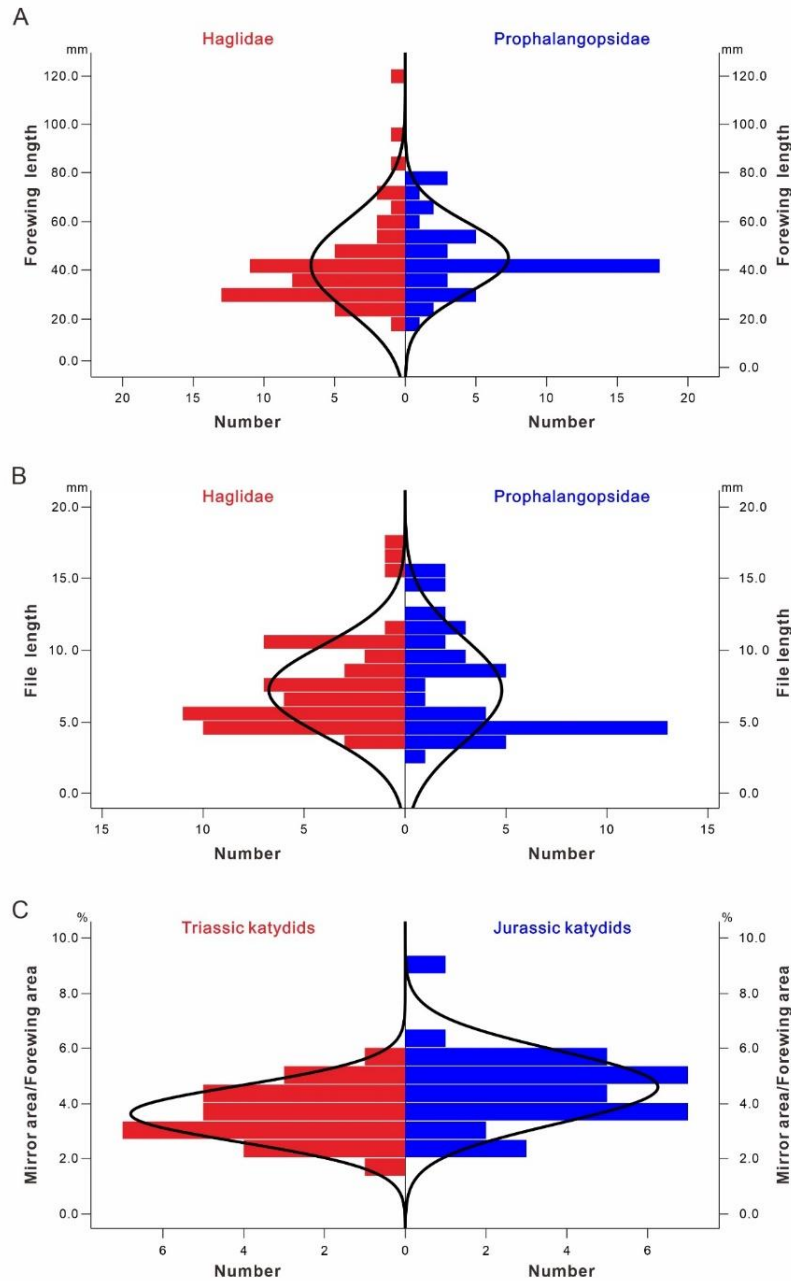 A
mm Haglidae Prophalangopsidae mm
120.0 120.0
100.0 100.0
80.0 80.0
60.0 60.0
40.0 40.0
20.0 20.0
0.0 0.0
Forewing length Forewing length
20 15 10 5 0 5 10 15 20
Number Number
B
mm Haglidae Prophalangopsidae mm
20.0 20.0
15.0 15.0
10.0 10.0
5.0 5.0
0.0 0.0
File length File length
15 10 5 0 5 10 15
Number Number
C
% Triassic katydids Jurassic katydids %
10.0 10.0
8.0 8.0
6.0 6.0
4.0 4.0
2.0 2.0
0.0 0.0
Mirror area/Forewing area Mirror area/Forewing area
6 4 2 0 2 4 6
Number Number